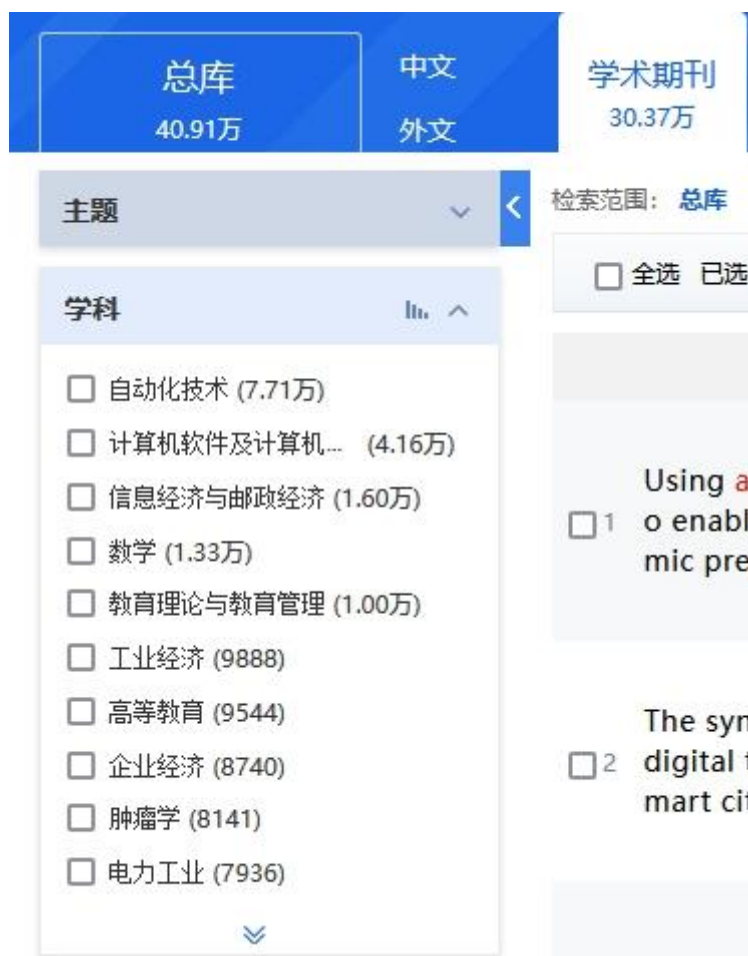 总库
40.91万
中文
外文
学术期刊
30.37万
主题
检索范围：总库
学科
全选 已选
自动化技术 (7.71万)
计算机软件及计算机... (4.16万)
信息经济与邮政经济 (1.60万)
数学 (1.33万)
教育理论与教育管理 (1.00万)
工业经济 (9888)
高等教育 (9544)
企业经济 (8740)
肿瘤学 (8141)
电力工业 (7936)
Using a
1 o enabl
mic pre
The syn
2 digital t
mart cit